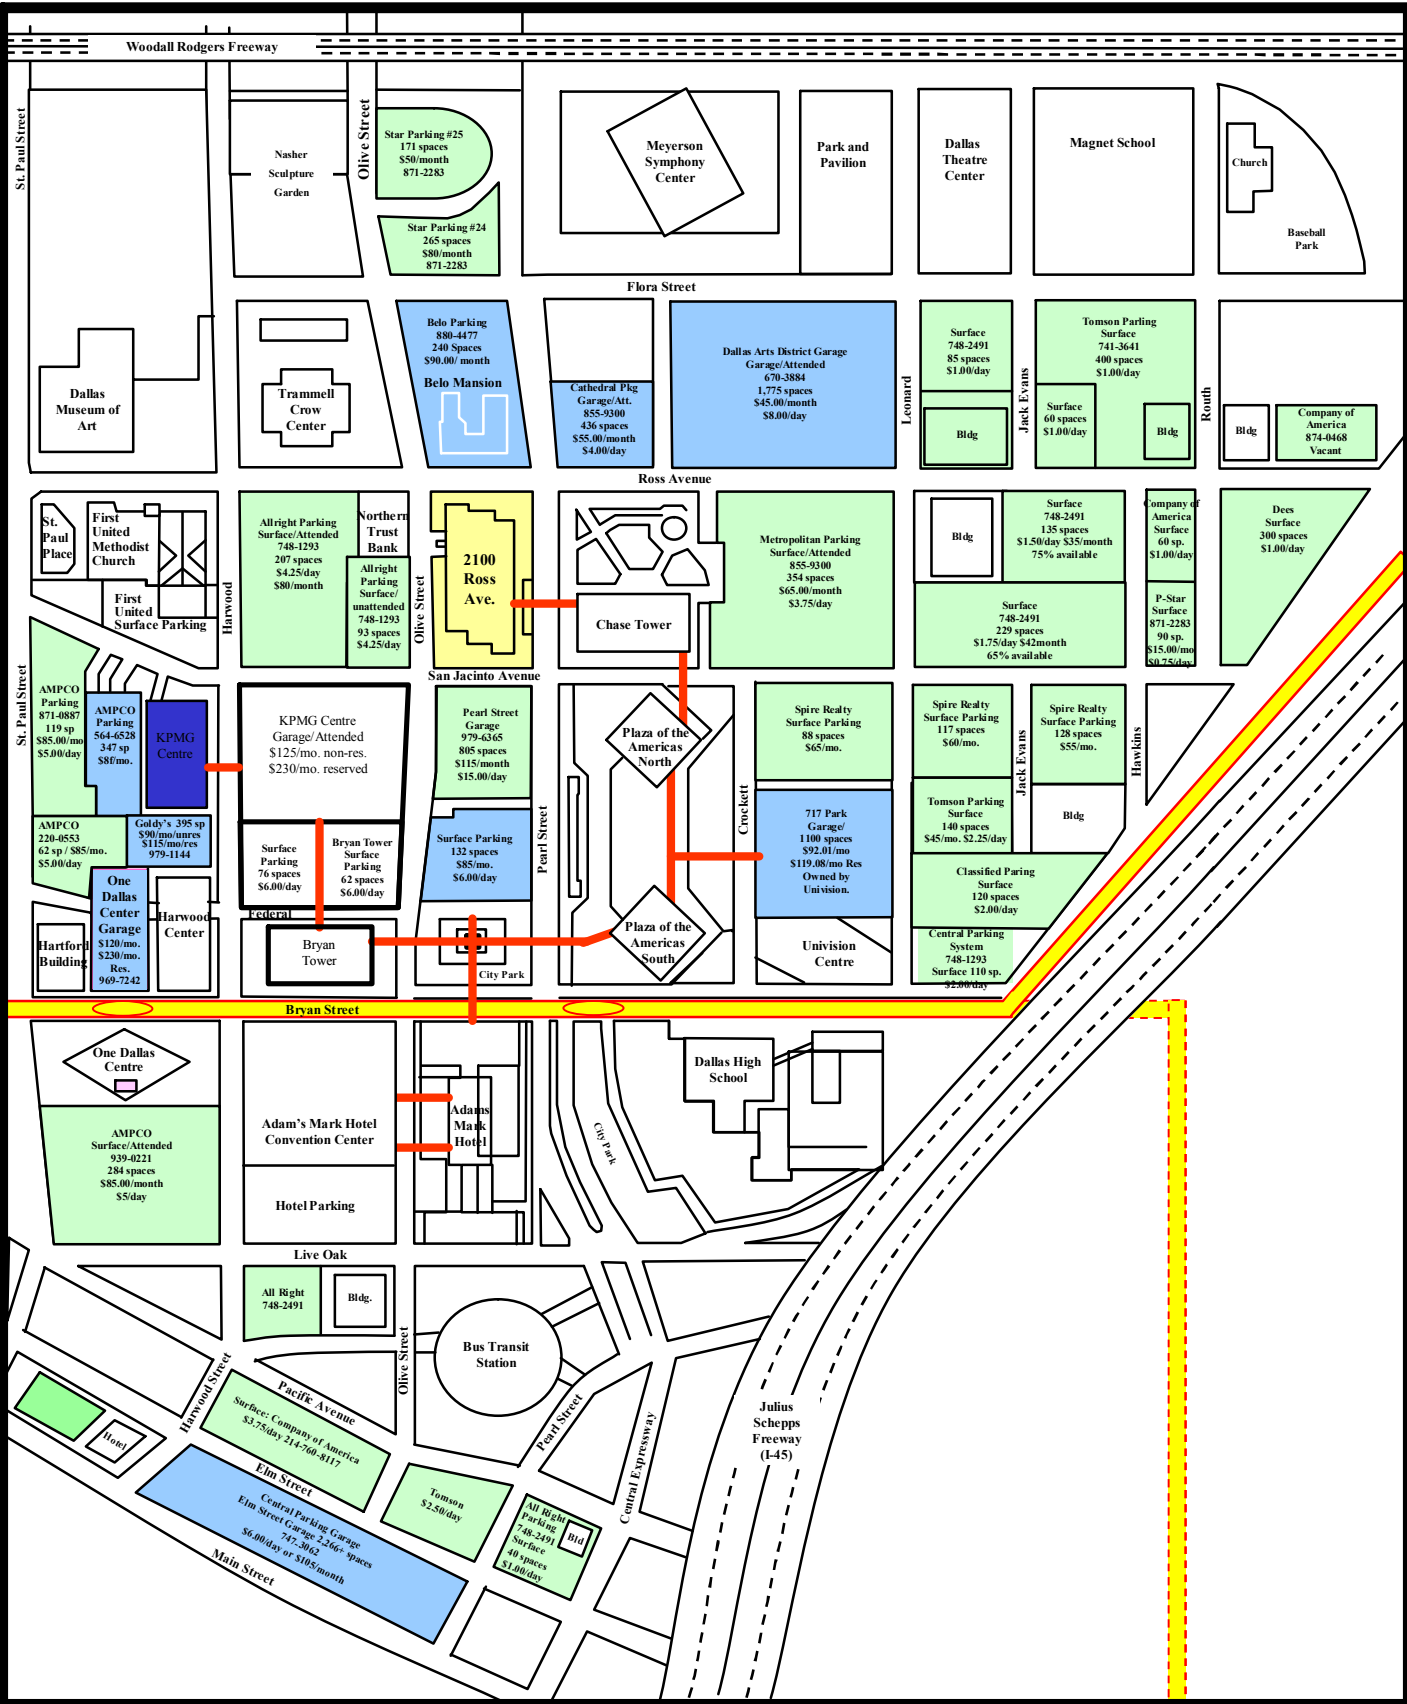 Woodall Rodgers Freeway
St. Paul Street
Nasher
Sculpture
Garden
Olive Street
Star Parking #25
171 spaces
$50/month
871-2283
Star Parking #24
265 spaces
$80/month
871-2283
Meyerson
Symphony
Center
Park and
Pavilion
Dallas
Theatre
Center
Magnet School
Church
Baseball
Park
Flora Street
Dallas
Museum of
Art
Trammell
Crow
Center
Belo Parking
880-4477
240 Spaces
$90.00/ month
Belo Mansion
Cathedral Pkg
Garage/Att.
855-9300
436 spaces
$55.00/month
$4.00/day
Dallas Arts District Garage
Garage/Attended
670-3884
1,775 spaces
$45.00/month
$8.00/day
Leonard
Surface
748-2491
85 spaces
$1.00/day
Bldg
Jack Evans
Tomson Parling
Surface
741-3641
400 spaces
$1.00/day
Surface
60 spaces
$1.00/day
Bldg
Routh
Bldg
Company of
America
874-0468
Vacant
Ross Avenue
St.
Paul
Place
First
United
Methodist
Church
First
United
Surface Parking
Harwood
Allright Parking
Surface/Attended
748-1293
207 spaces
$4.25/day
$80/month
Northern
Trust
Bank
Allright
Parking
Surface/
unattended
748-1293
93 spaces
$4.25/day
Olive Street
2100
Ross
Ave.
Chase Tower
Metropolitan Parking
Surface/Attended
855-9300
354 spaces
$65.00/month
$3.75/day
Bldg
Surface
748-2491
135 spaces
$1.50/day $35/month
75% available
Surface
748-2491
229 spaces
$1.75/day $42month
65% available
Company of
America
Surface
60 sp.
$1.00/day
P-Star
Surface
871-2283
90 sp.
$15.00/mo
$0.75/day
Dees
Surface
300 spaces
$1.00/day
San Jacinto Avenue
St. Paul Street
AMPCO
Parking
871-0887
119 sp
$85.00/mo
$5.00/day
AMPCO
Parking
564-6528
347 sp
$8f/mo.
KPMG
Centre
KPMG Centre
Garage/Attended
$125/mo. non-res.
$230/mo. reserved
Pearl Street
Garage
979-6365
805 spaces
$115/month
$15.00/day
Plaza of the
Americas
North
Spire Realty
Surface Parking
88 spaces
$65/mo.
Spire Realty
Surface Parking
117 spaces
$60/mo.
Jack Evans
Spire Realty
Surface Parking
128 spaces
$55/mo.
Hawkins
AMPCO
220-0553
62 sp / $85/mo.
$5.00/day
Goldy's 395 sp
$90/mo/unres
$115/mo/res
979-1144
Surface
Parking
76 spaces
$6.00/day
Bryan Tower
Surface
Parking
62 spaces
$6.00/day
Surface Parking
132 spaces
$85/mo.
$6.00/day
Pearl Street
Crockett
717 Park
Garage/
1100 spaces
$92.01/mo
$119.08/mo Res
Owned by
Univision.
Tomson Parking
Surface
140 spaces
$45/mo. $2.25/day
Bldg
Classified Paring
Surface
120 spaces
$2.00/day
One
Dallas
Center
Garage
$120/mo.
$230/mo.
Res.
969-7242
Harwood
Center
Hartford
Building
Federal
Bryan
Tower
City Park
Plaza of the
Americas
South
Univision
Centre
Central Parking
System
748-1293
Surface 110 sp.
$2.00/day
Bryan Street
One Dallas
Centre
AMPCO
Surface/Attended
939-0221
284 spaces
$85.00/month
$5/day
Adam's Mark Hotel
Convention Center
Hotel Parking
Adams
Mark
Hotel
City Park
Dallas High
School
Live Oak
All Right
748-2491
Bldg.
Olive Street
Bus Transit
Station
Harwood Street
Pacific Avenue
Surface: Company of America
$3.75/day 214-760-8117
Hotel
Elm Street
Central Parking Garage
Elm Street Garage 2,266+ spaces
747-3062
$6.00/day or $105/month
Main Street
Tomson
$2.50/day
Pearl Street
All Right
Parking
748-2491
Surface
40 spaces
$1.00/day
Bld
Central Expressway
Julius
Schepps
Freeway
(I-45)